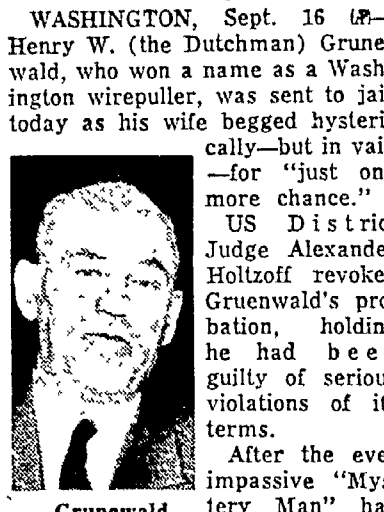 WASHINGTON, Sept. 16 (AP)—
Henry W. (the Dutchman) Grune
wald, who won a name as a Wash
ington wirepuller, was sent to jai
today as his wife begged hysteri
cally—but in vai
—for "just on
more chance."
US Distric
Judge Alexande
Holtzoff revoke
Gruenwald's pro
bation, holdin
he had bee
guilty of seriou
violations of it
terms.
After the eve
impassive "Mys
tery Man" ha
Grunewald